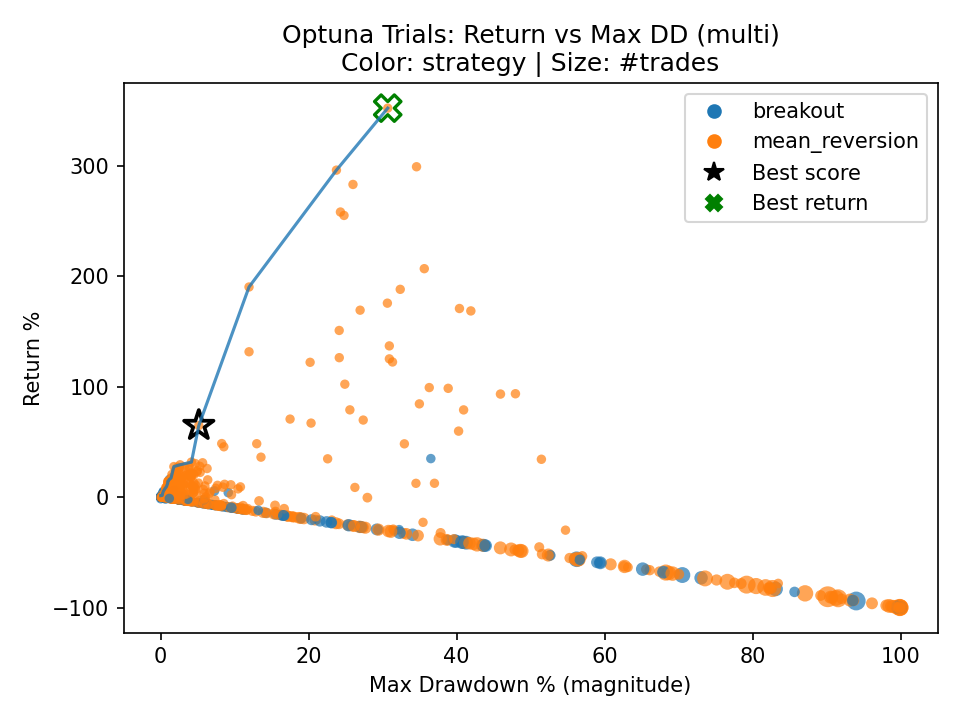 Optuna Trials: Return vs Max DD (multi)
Color: strategy | Size: #trades
breakout
mean_reversion
Best score
Best return
Return %
300
200
100
0
−100
0
20
40
60
80
100
Max Drawdown % (magnitude)